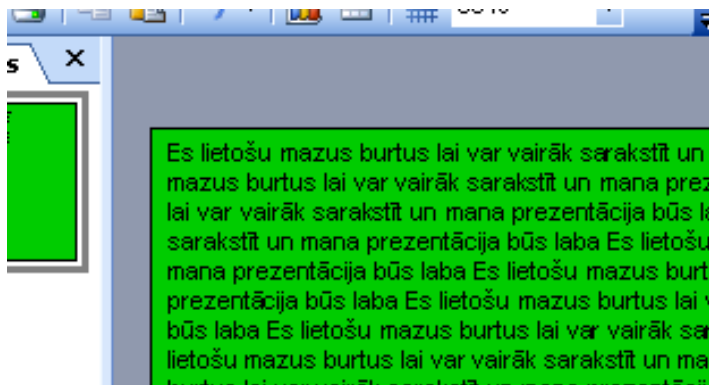 s
Es lietošu mazus burtus lai var vairāk sarakstīt un
mazus burtus lai var vairāk sarakstīt un mana prez
lai var vairāk sarakstīt un mana prezentācija būs la
sarakstīt un mana prezentācija būs laba Es lietošu
mana prezentācija būs laba Es lietošu mazus burt
prezentācija būs laba Es lietošu mazus burtus lai v
būs laba Es lietošu mazus burtus lai var vairāk sar
lietošu mazus burtus lai var vairāk sarakstīt un ma